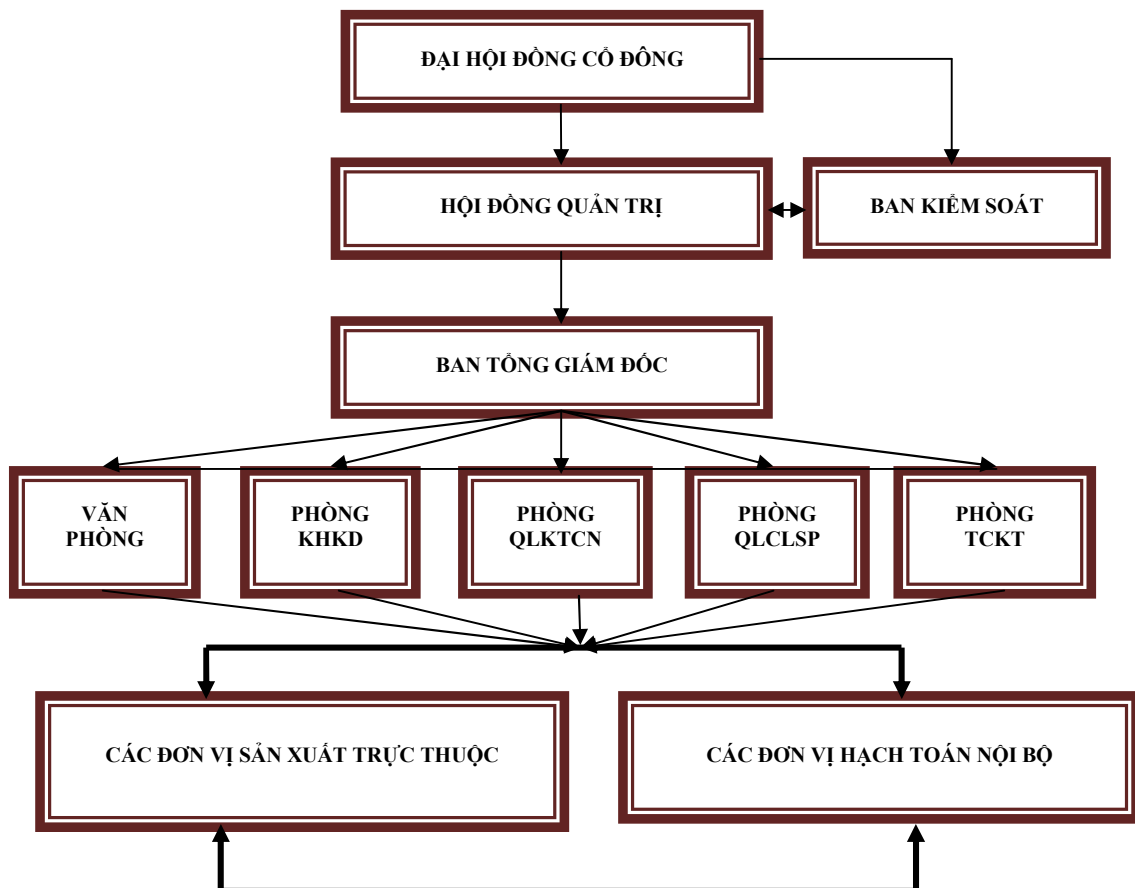 ĐẠI HỘI ĐỒNG CỔ ĐÔNG
HỘI ĐỒNG QUẢN TRỊ
BAN KIỂM SOÁT
BAN TỔNG GIÁM ĐỐC
VĂN
PHÒNG
PHÒNG
KHKD
PHÒNG
QLKTCN
PHÒNG
QLCLSP
PHÒNG
TCKT
CÁC ĐƠN VỊ SẢN XUẤT TRỰC THUỘC
CÁC ĐƠN VỊ HẠCH TOÁN NỘI BỘ